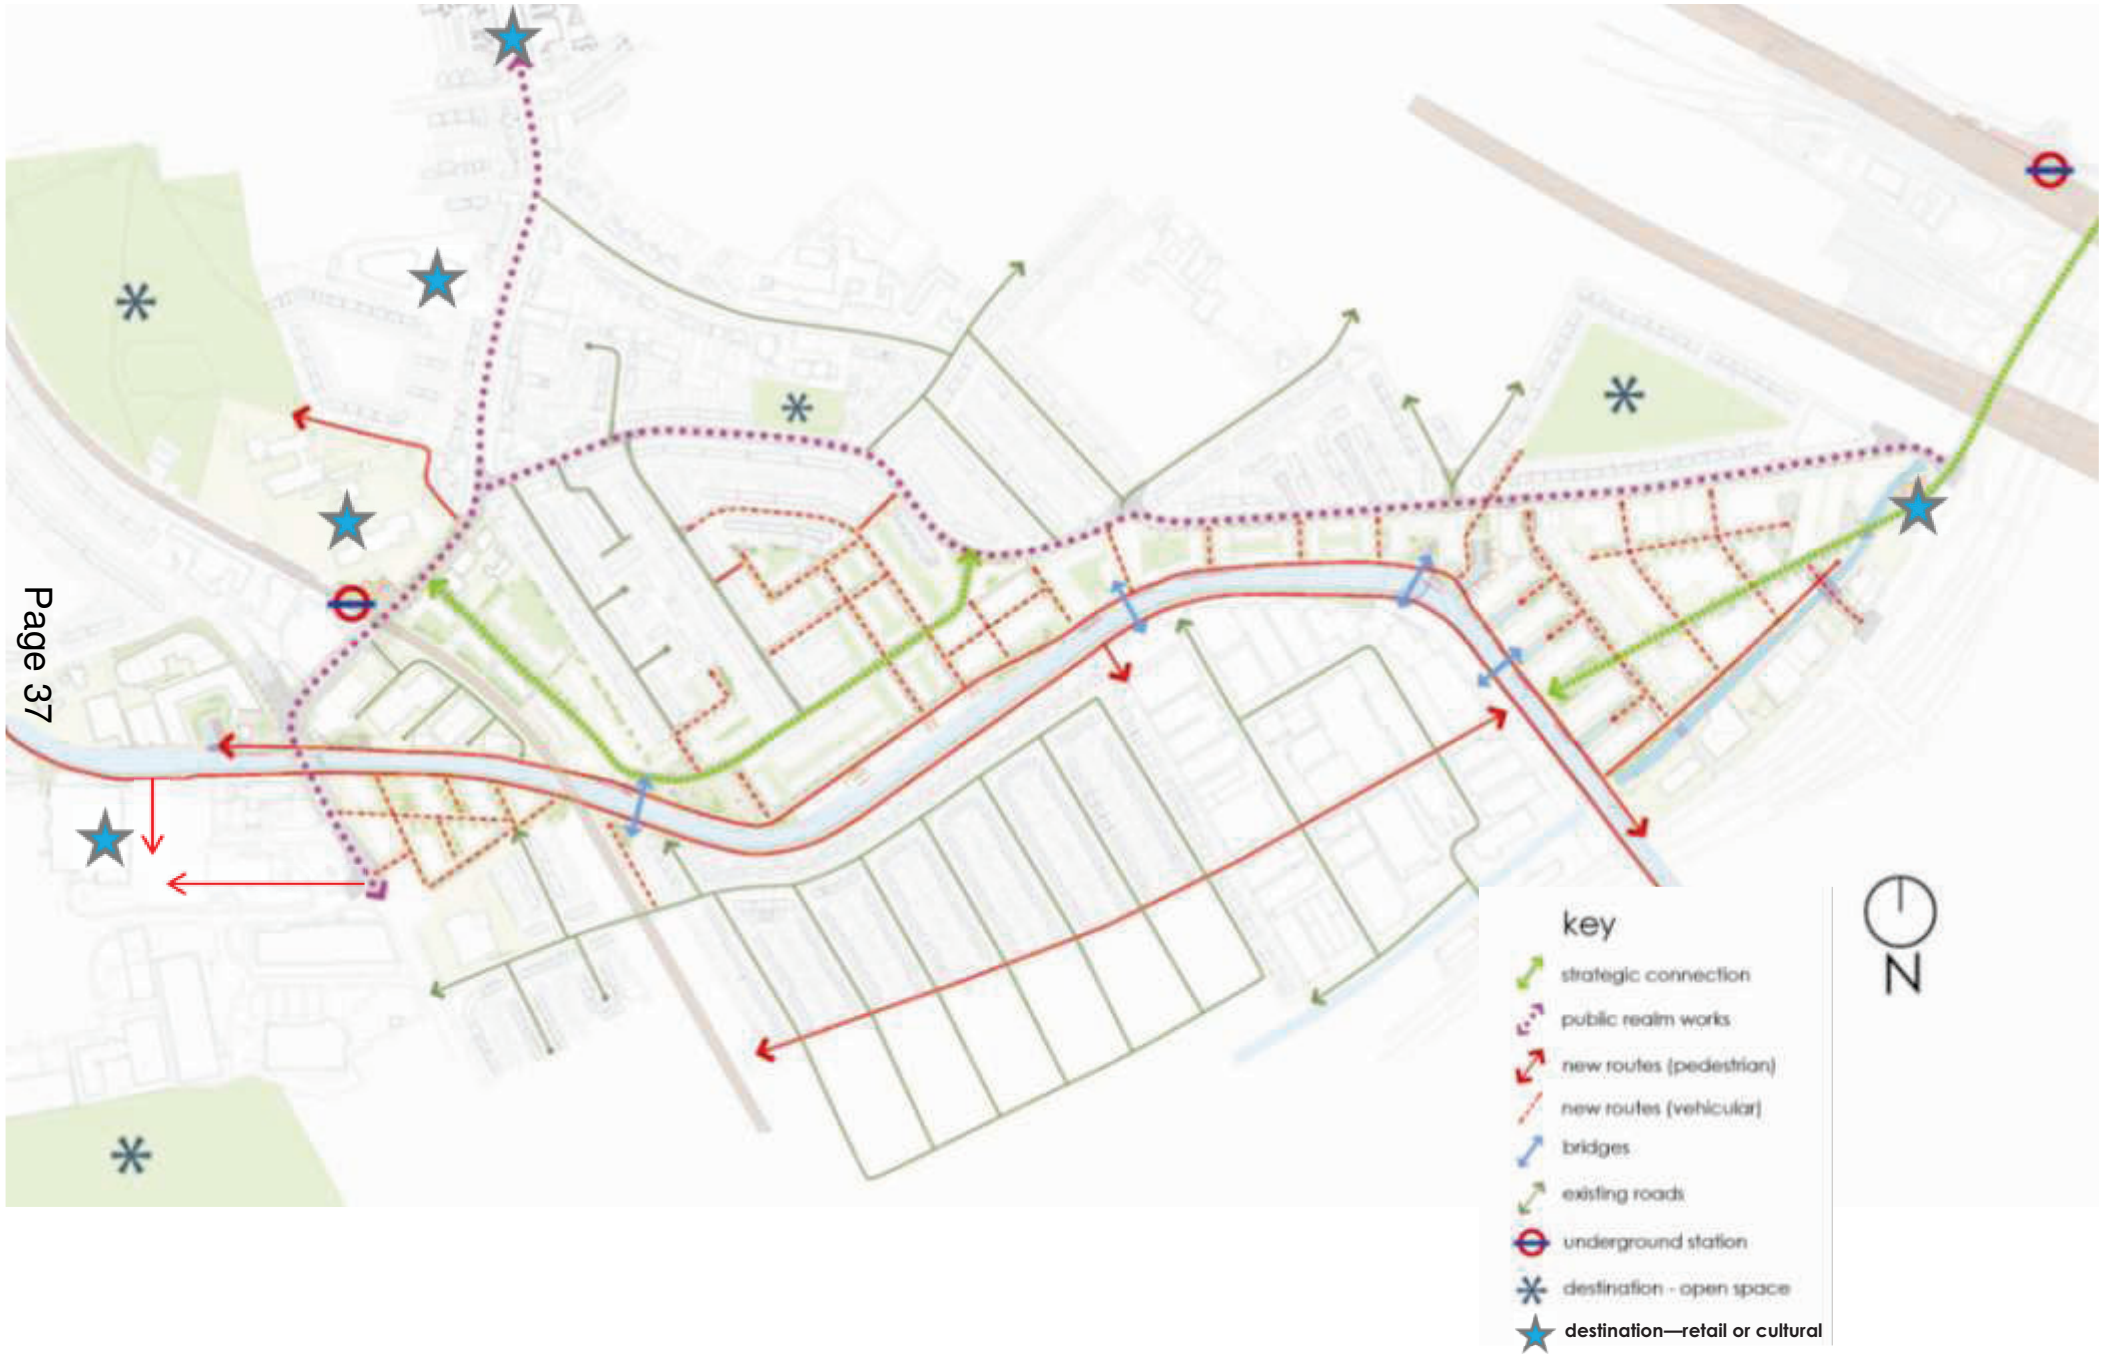 Page 37
key
strategic connection
public realm works
new routes (pedestrian)
new routes (vehicular)
bridges
existing roads
underground station
destination - open space
destination—retail or cultural
N